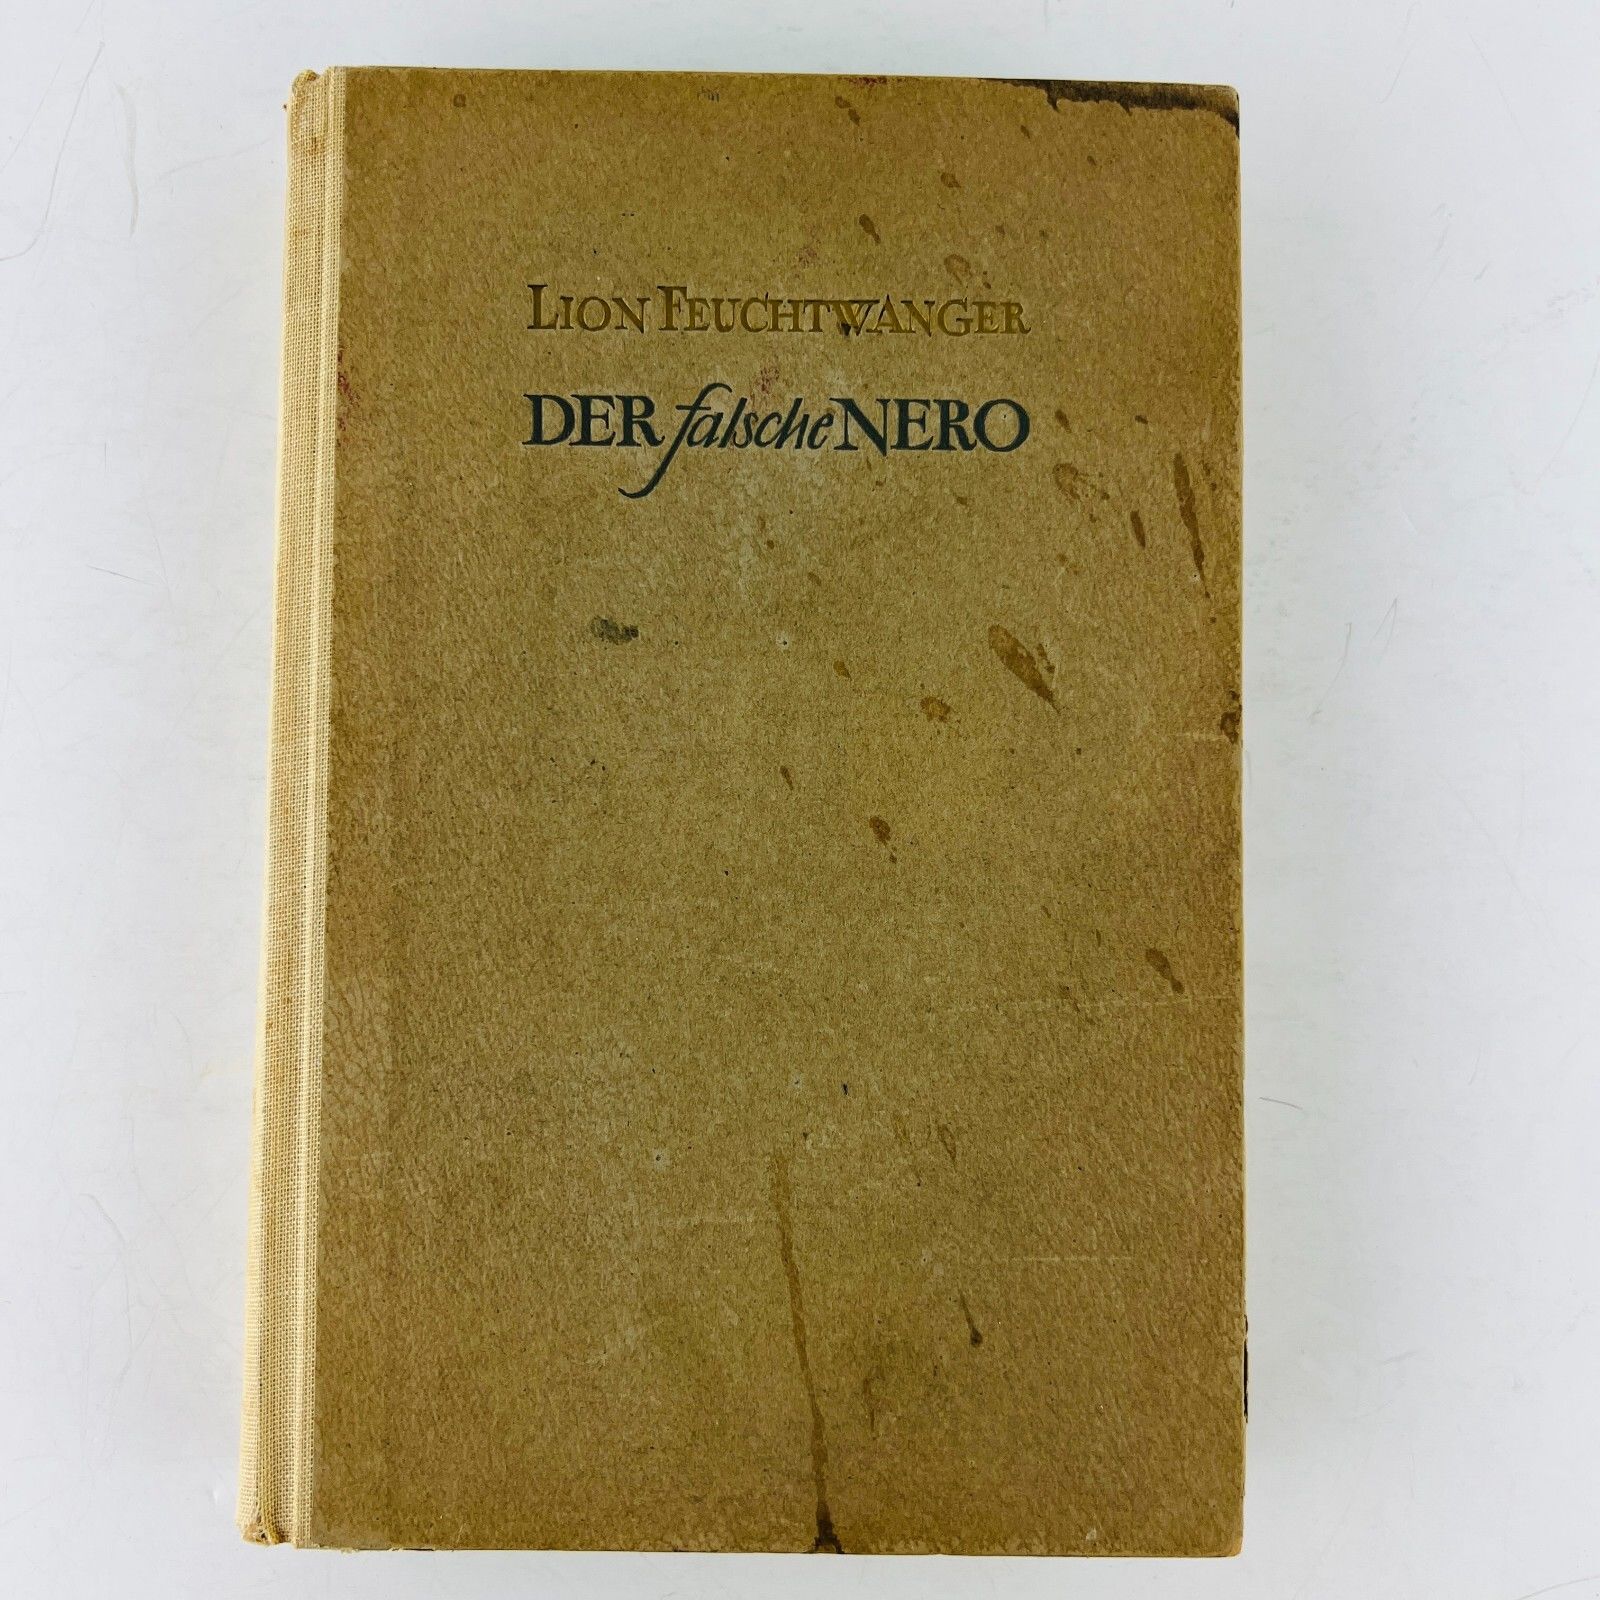 LION FEUCHTWANGER
DER falsche NERO